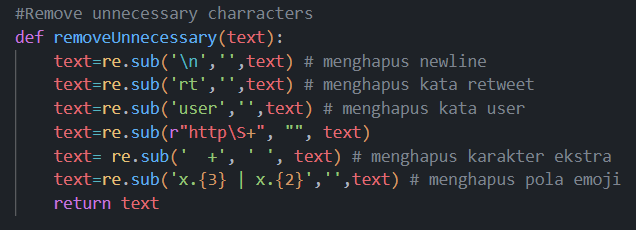 #Remove unnecessary charracters
def removeUnnecessary(text):
    text=re.sub('\n','',text) # menghapus newline
    text=re.sub('rt','',text) # menghapus kata retweet
    text=re.sub('user','',text) # menghapus kata user
    text=re.sub(r"http\S+", "", text)
    text= re.sub('  +', ' ', text) # menghapus karakter ekstra
    text=re.sub('x.{3} | x.{2}','',text) # menghapus pola emoji
    return text